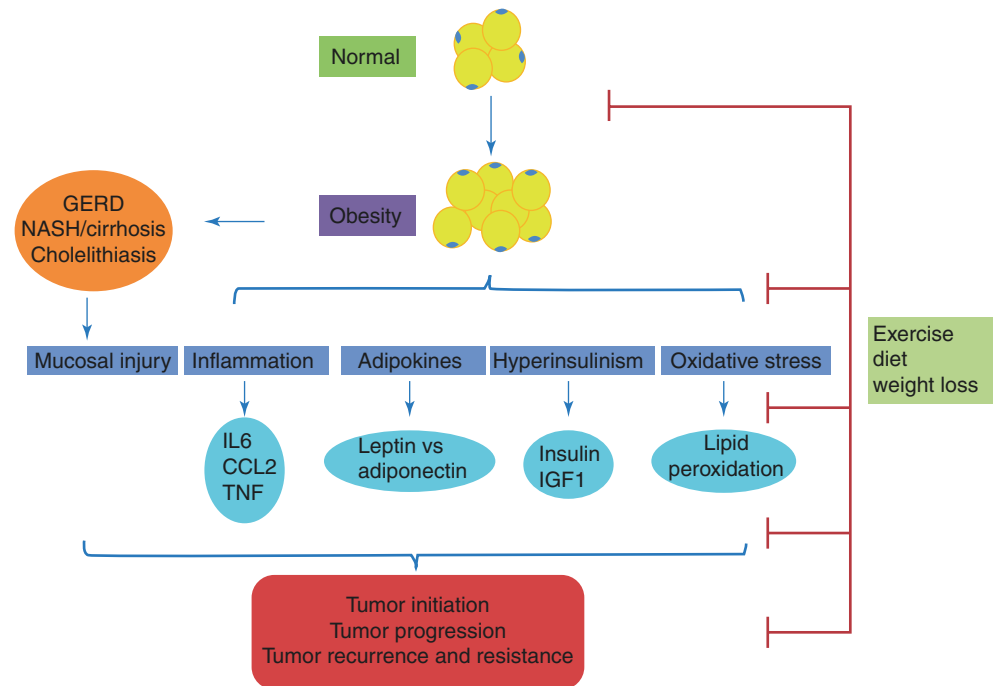 Normal
Obesity
GERD
NASH/cirrhosis
Cholelithiasis
Mucosal injury
Inflammation
Adipokines
Hyperinsulinism
Oxidative stress
Exercise
diet
weight loss
IL6
CCL2
TNF
Leptin vs
adiponectin
Insulin
IGF1
Lipid
peroxidation
Tumor initiation
Tumor progression
Tumor recurrence and resistance